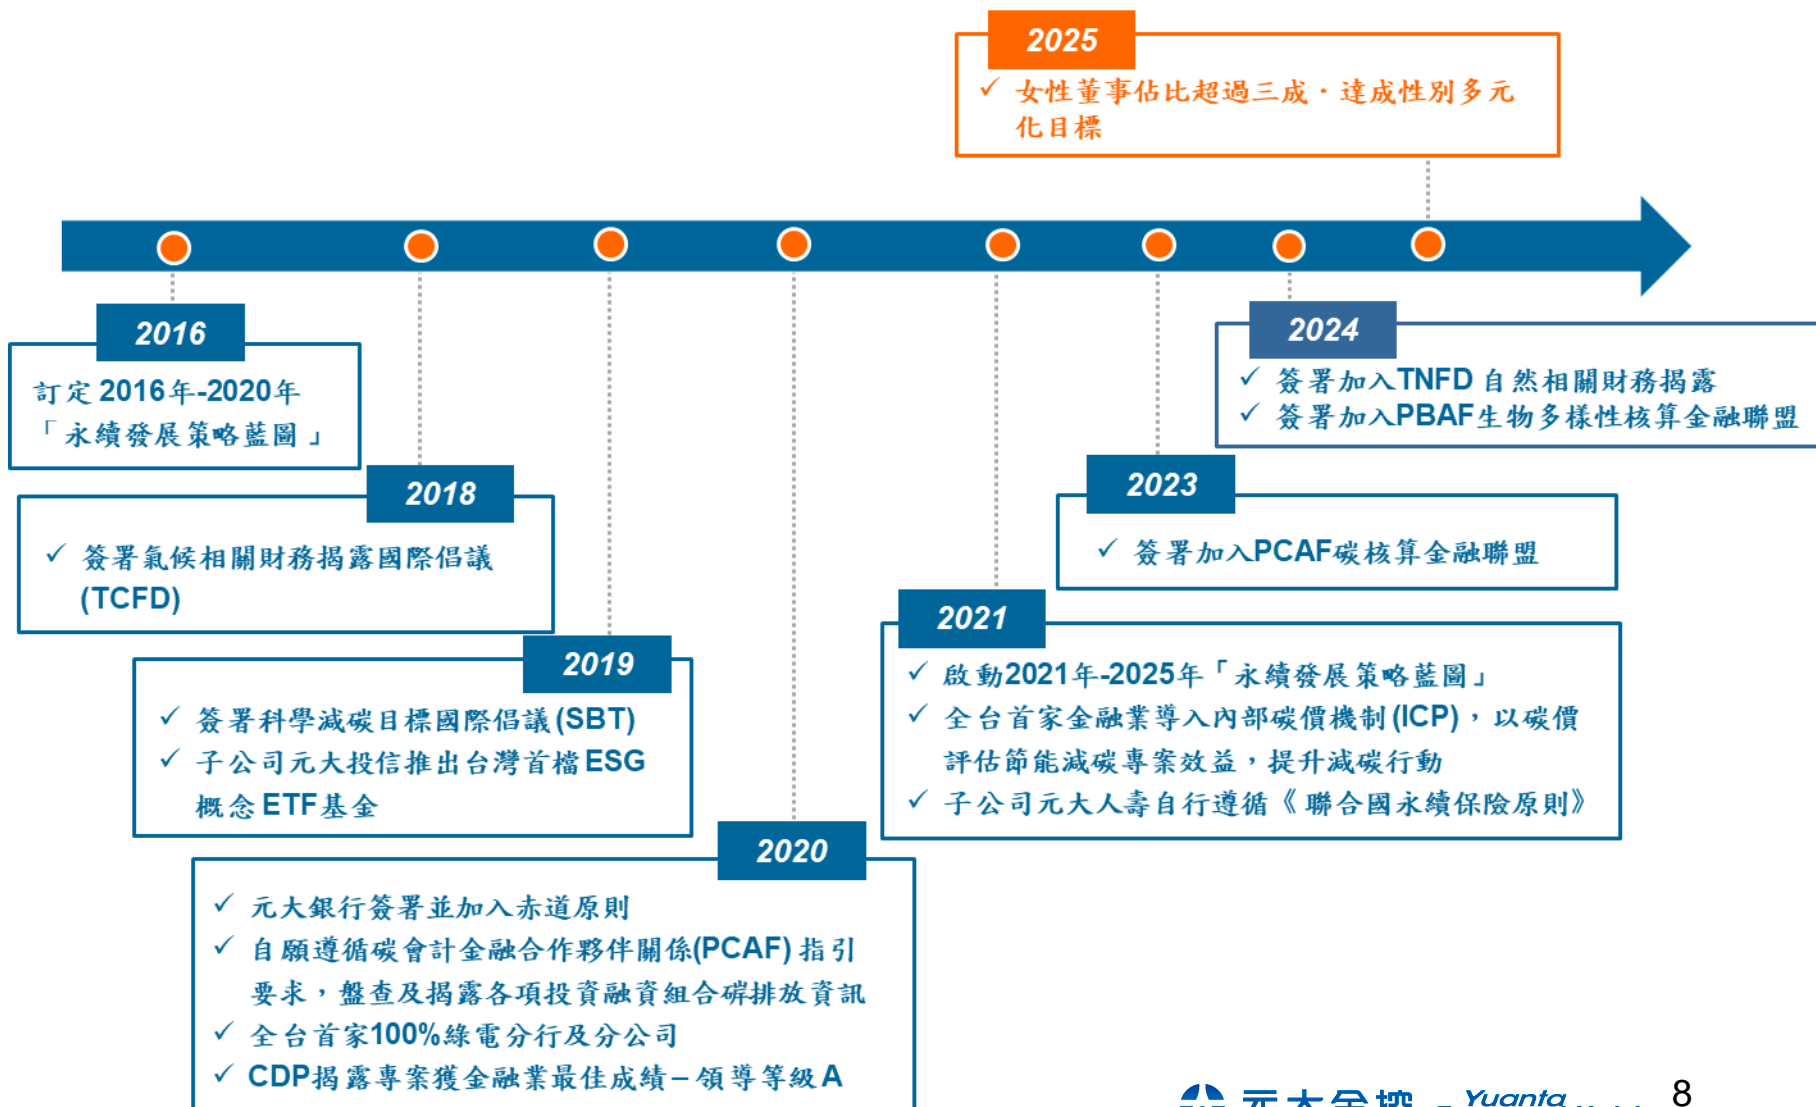 2025
✓ 女性董事佔比超過三成，達成性別多元
化目標
2016
訂定 2016年-2020年
「永續發展策略藍圖」
2018
✓ 簽署氣候相關財務揭露國際倡議
(TCFD)
2019
✓ 簽署科學減碳目標國際倡議(SBT)
✓ 子公司元大投信推出台灣首檔ESG
概念ETF基金
2020
✓ 元大銀行簽署並加入赤道原則
✓ 自願遵循碳會計金融合作夥伴關係(PCAF)指引
要求，盤查及揭露各項投資融資組合碳排放資訊
✓ 全台首家100%綠電分行及分公司
✓ CDP揭露專案獲金融業最佳成績－領導等級A
2021
✓ 啟動2021年-2025年「永續發展策略藍圖」
✓ 全台首家金融業導入內部碳價機制(ICP)，以碳價
評估節能減碳專案效益，提升減碳行動
✓ 子公司元大人壽自行遵循《聯合國永續保險原則》
2023
✓ 簽署加入PCAF碳核算金融聯盟
2024
✓ 簽署加入TNFD 自然相關財務揭露
✓ 簽署加入PBAF生物多樣性核算金融聯盟
元大金控 Yuanta
8